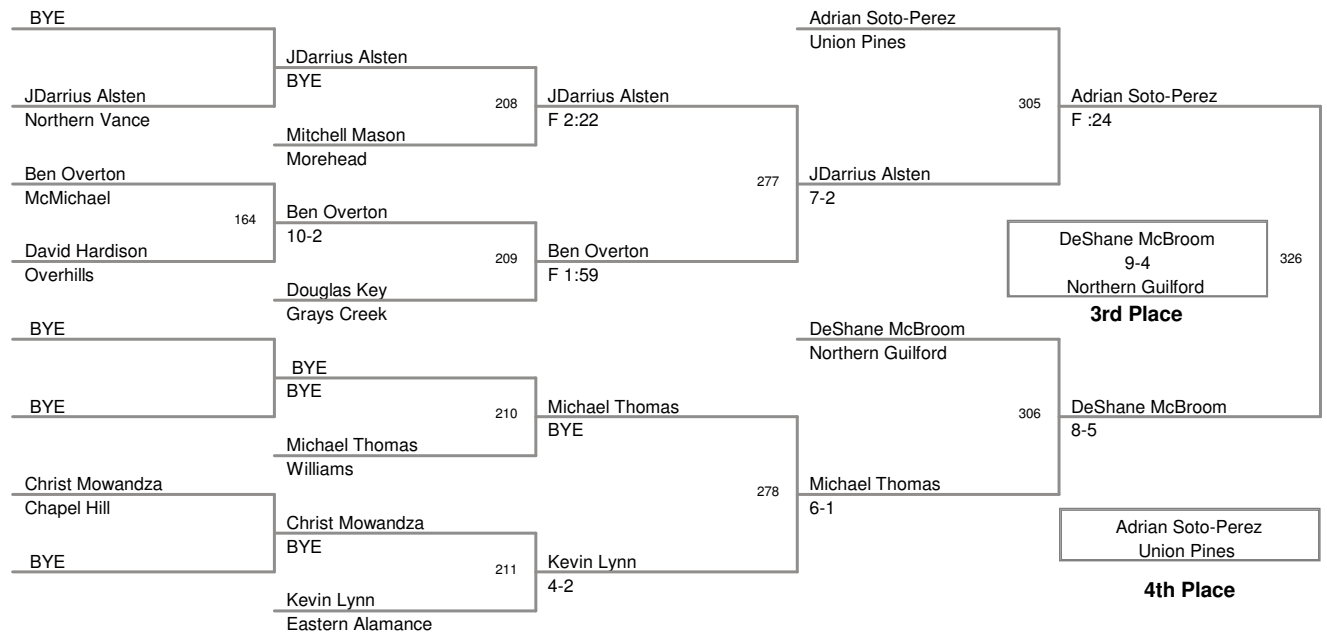 BYE
JDarrius Alsten
Northern Vance
Ben Overton
McMichael
164
David Hardison
Overhills
BYE
BYE
Christ Mowandza
Chapel Hill
BYE
JDarrius Alsten
BYE
208
Mitchell Mason
Morehead
Ben Overton
10-2
209
Douglas Key
Grays Creek
BYE
BYE
210
Michael Thomas
Williams
Christ Mowandza
BYE
211
Kevin Lynn
Eastern Alamance
JDarrius Alsten
F 2:22
277
Ben Overton
F 1:59
Michael Thomas
BYE
278
Kevin Lynn
4-2
Adrian Soto-Perez
Union Pines
305
JDarrius Alsten
7-2
DeShane McBroom
Northern Guilford
306
Michael Thomas
6-1
Adrian Soto-Perez
F :24
DeShane McBroom
9-4
Northern Guilford
326
3rd Place
DeShane McBroom
8-5
Adrian Soto-Perez
Union Pines
4th Place